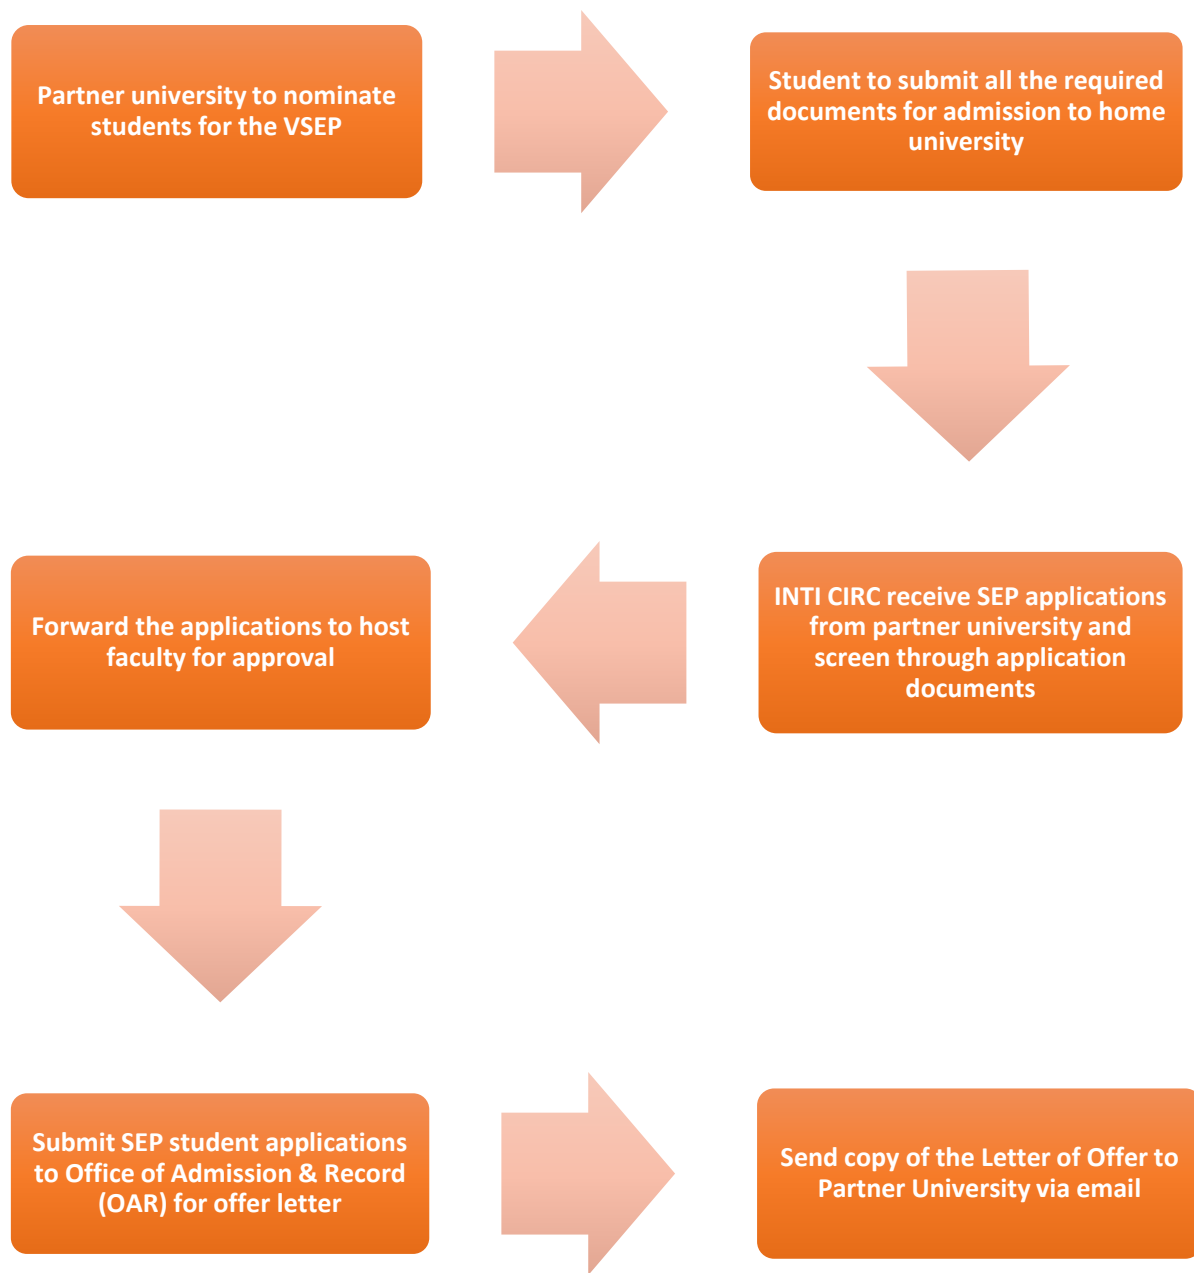 Partner university to nominate
students for the VSEP
Student to submit all the required
documents for admission to home
university
INTI CIRC receive SEP applications
from partner university and
screen through application
documents
Forward the applications to host
faculty for approval
Submit SEP student applications
to Office of Admission & Record
(OAR) for offer letter
Send copy of the Letter of Offer to
Partner University via email